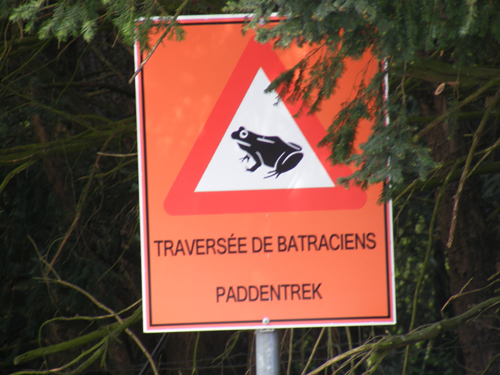 TRAVERSÉE DE BATRACIENS
PADDENTREK